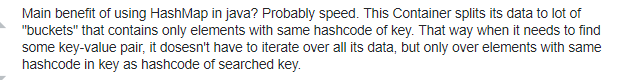 Main benefit of using HashMap in java? Probably speed. This Container splits its data to lot of
"buckets" that contains only elements with same hashcode of key. That way when it needs to find
some key-value pair, it dosesn't have to iterate over all its data, but only over elements with same
hashcode in key as hashcode of searched key.